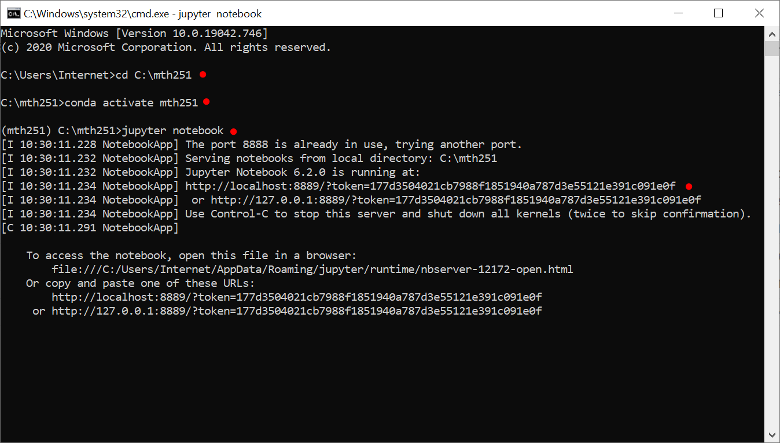 C:\Windows\system32\cmd.exe - jupyter notebook
Microsoft Windows [Version 10.0.19042.746]
(c) 2020 Microsoft Corporation. All rights reserved.
C:\Users\Internet>cd C:\mth251
C:\mth251>conda activate mth251
(mth251) C:\mth251>jupyter notebook
[I 10:30:11.228 NotebookApp] The port 8888 is already in use, trying another port.
[I 10:30:11.232 NotebookApp] Serving notebooks from local directory: C:\mth251
[I 10:30:11.232 NotebookApp] Jupyter Notebook 6.2.0 is running at:
[I 10:30:11.234 NotebookApp] http://localhost:8889/?token=177d3504021cb7988f1851940a787d3e55121e391c091e0f
[I 10:30:11.234 NotebookApp]  or http://127.0.0.1:8889/?token=177d3504021cb7988f1851940a787d3e55121e391c091e0f
[I 10:30:11.234 NotebookApp] Use Control-C to stop this server and shut down all kernels (twice to skip confirmation).
[C 10:30:11.291 NotebookApp]
To access the notebook, open this file in a browser:
file:///C:/Users/Internet/AppData/Roaming/jupyter/runtime/nbserver-12172-open.html
Or copy and paste one of these URLs:
http://localhost:8889/?token=177d3504021cb7988f1851940a787d3e55121e391c091e0f
or http://127.0.0.1:8889/?token=177d3504021cb7988f1851940a787d3e55121e391c091e0f